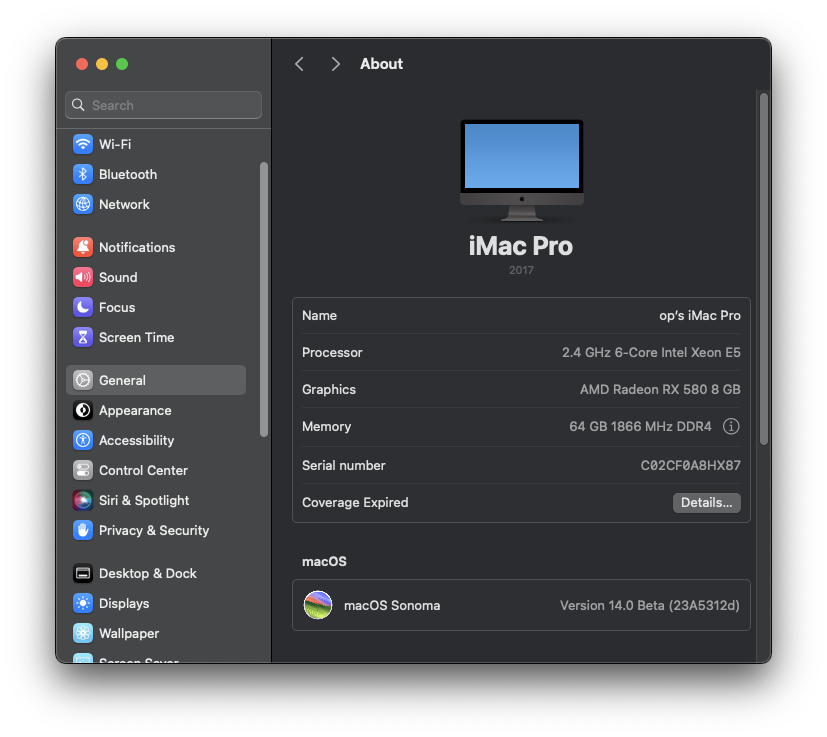 About
Search
Wi-Fi
Bluetooth
Network
Notifications
Sound
Focus
Screen Time
General
Appearance
Accessibility
Control Center
Siri & Spotlight
Privacy & Security
Desktop & Dock
Displays
Wallpaper
Screen Saver
iMac Pro
2017
Name op's iMac Pro
Processor 2.4 GHz 6-Core Intel Xeon E5
Graphics AMD Radeon RX 580 8 GB
Memory 64 GB 1866 MHz DDR4
Serial number C02CF0A8HX87
Coverage Expired Details...
macOS
macOS Sonoma Version 14.0 Beta (23A5312d)